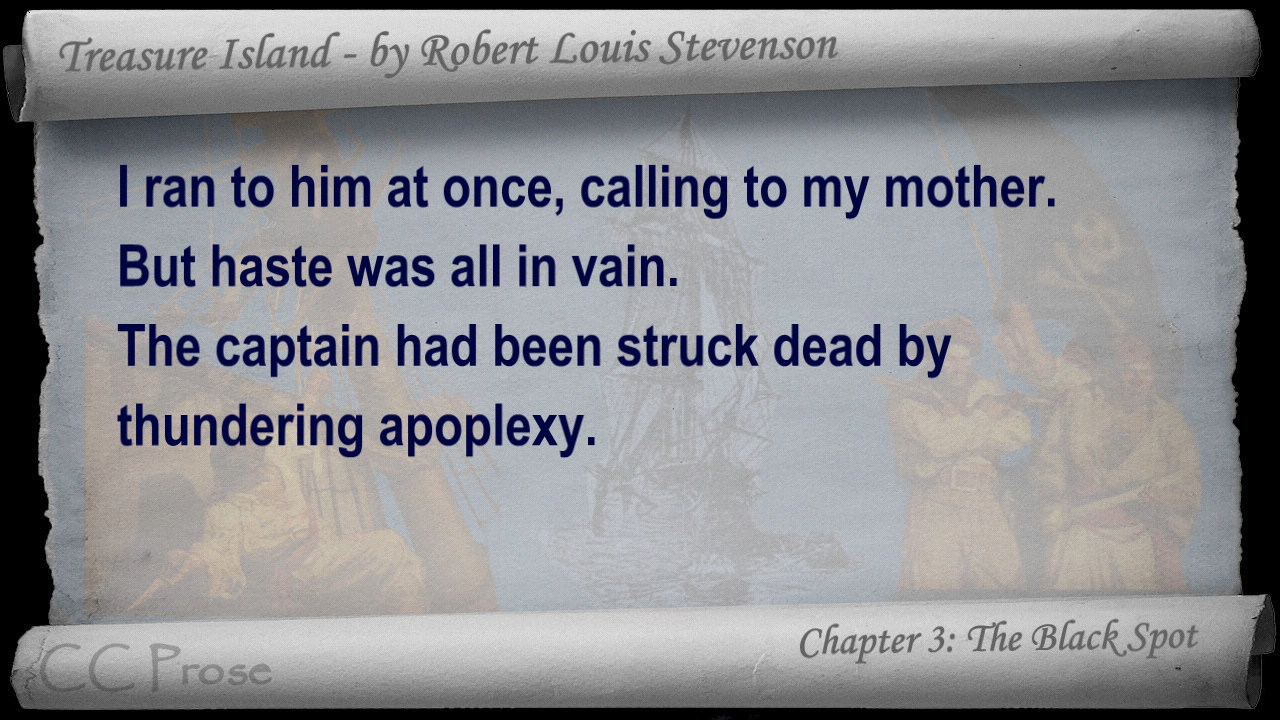 Treasure Island - by Robert Louis Stevenson
I ran to him at once, calling to my mother.
But haste was all in vain.
The captain had been struck dead by
thundering apoplexy.
Chapter 3: The Black Spot
CC Prose